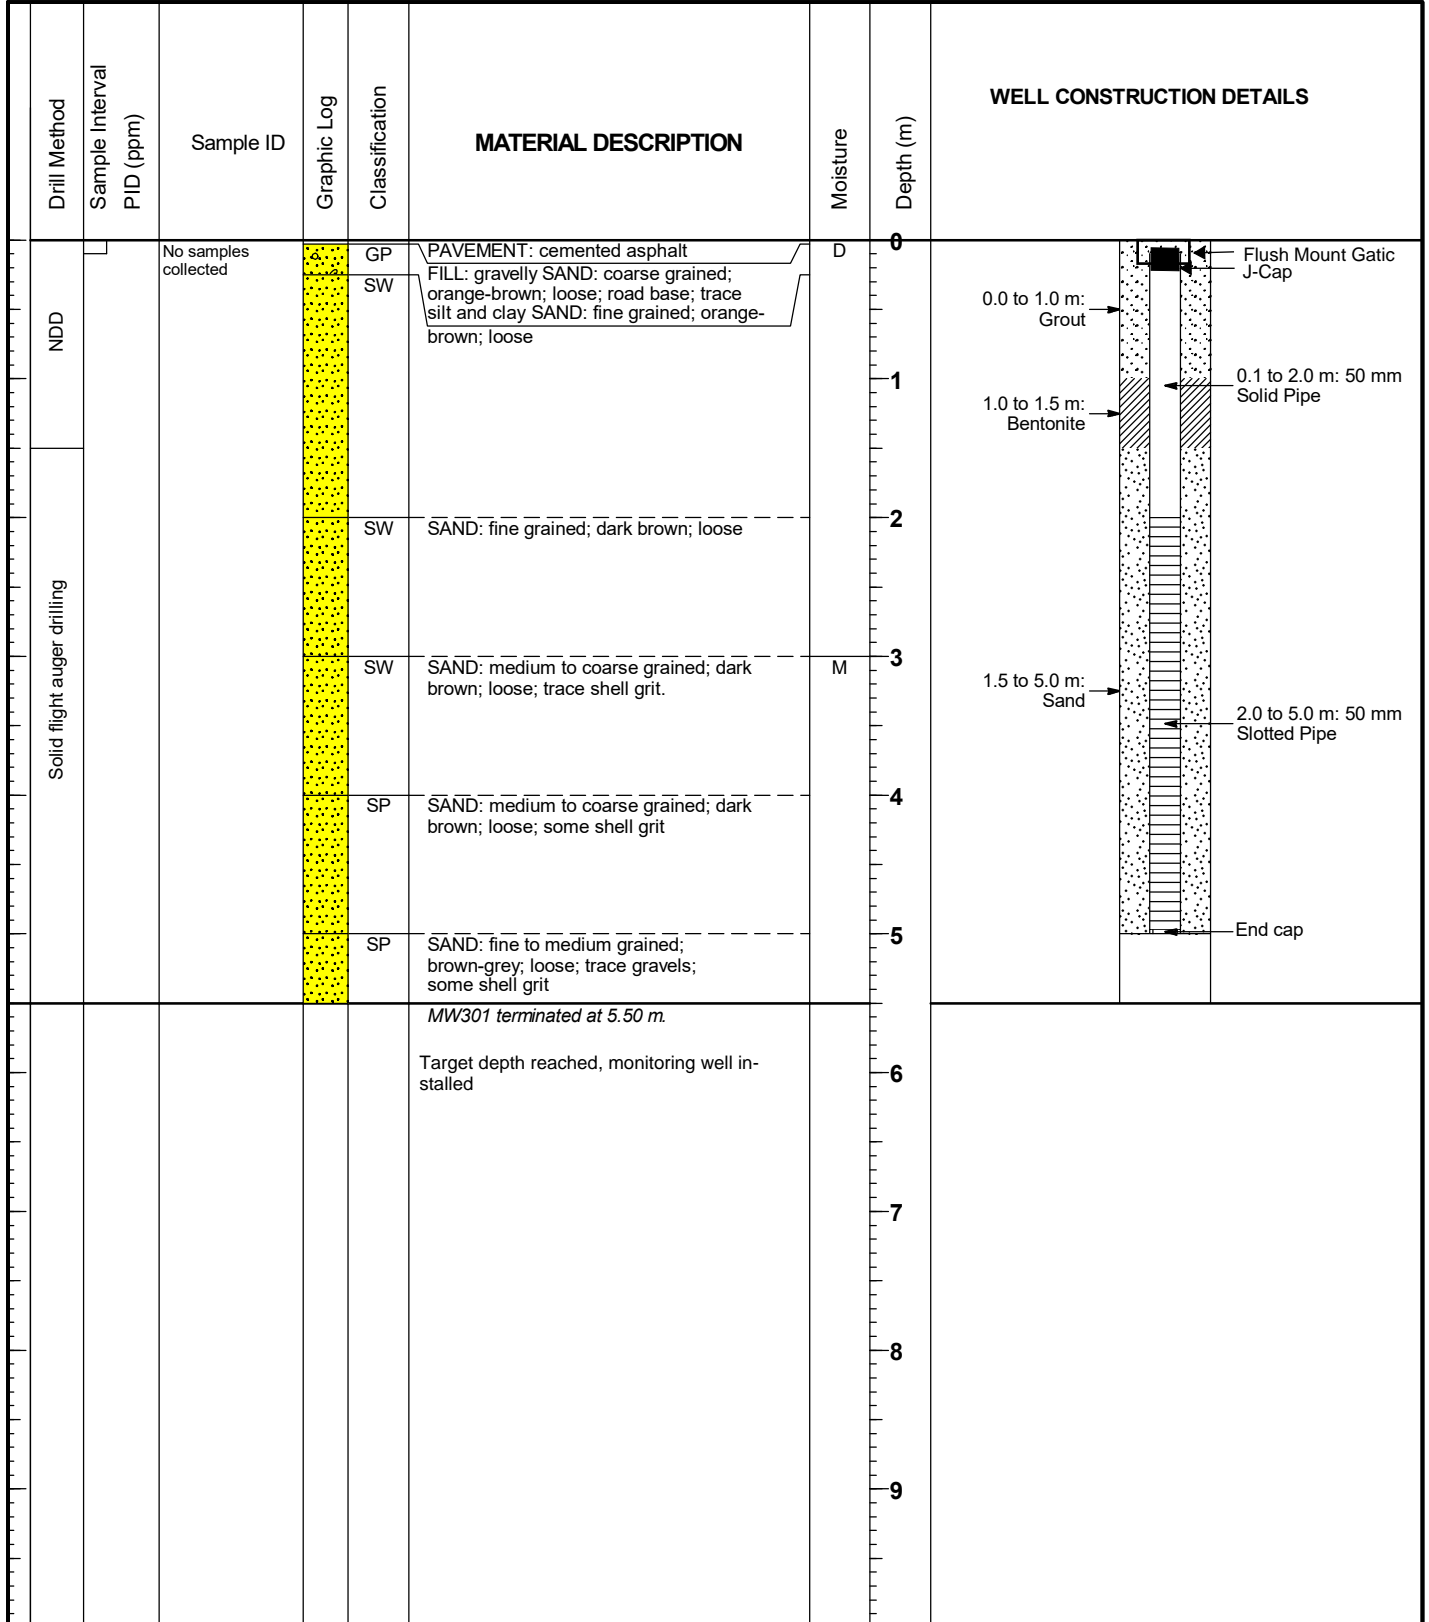 Drill Method
Sample Interval
PID (ppm)
Sample ID
Graphic Log
Classification
MATERIAL DESCRIPTION
Moisture
Depth (m)
WELL CONSTRUCTION DETAILS
NDD
Solid flight auger drilling
No samples
collected
GP
PAVEMENT: cemented asphalt
D
SW
FILL: gravelly SAND: coarse grained;
orange-brown; loose; road base; trace
silt and clay SAND: fine grained; orange-
brown; loose
SW
SAND: fine grained; dark brown; loose
SW
SAND: medium to coarse grained; dark
brown; loose; trace shell grit.
M
SP
SAND: medium to coarse grained; dark
brown; loose; some shell grit
SP
SAND: fine to medium grained;
brown-grey; loose; trace gravels;
some shell grit
MW301 terminated at 5.50 m.
Target depth reached, monitoring well in-
stalled
0
1
2
3
4
5
6
7
8
9
Flush Mount Gatic
J-Cap
0.0 to 1.0 m:
Grout
0.1 to 2.0 m: 50 mm
Solid Pipe
1.0 to 1.5 m:
Bentonite
1.5 to 5.0 m:
Sand
2.0 to 5.0 m: 50 mm
Slotted Pipe
End cap